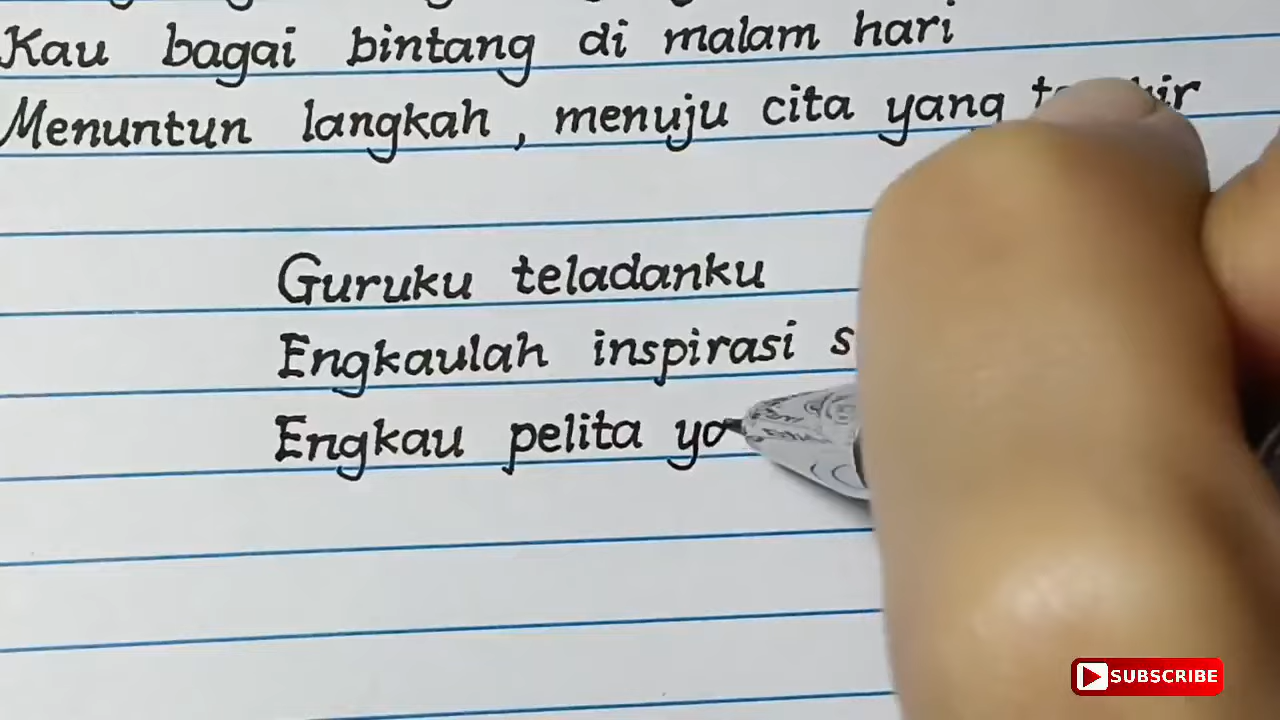 Kau bagai bintang di malam hari
Menuntun langkah, menuju cita yang
Guruku teladanku
Engkaulah inspirasi
Engkau pelita
SUBSCRIBE